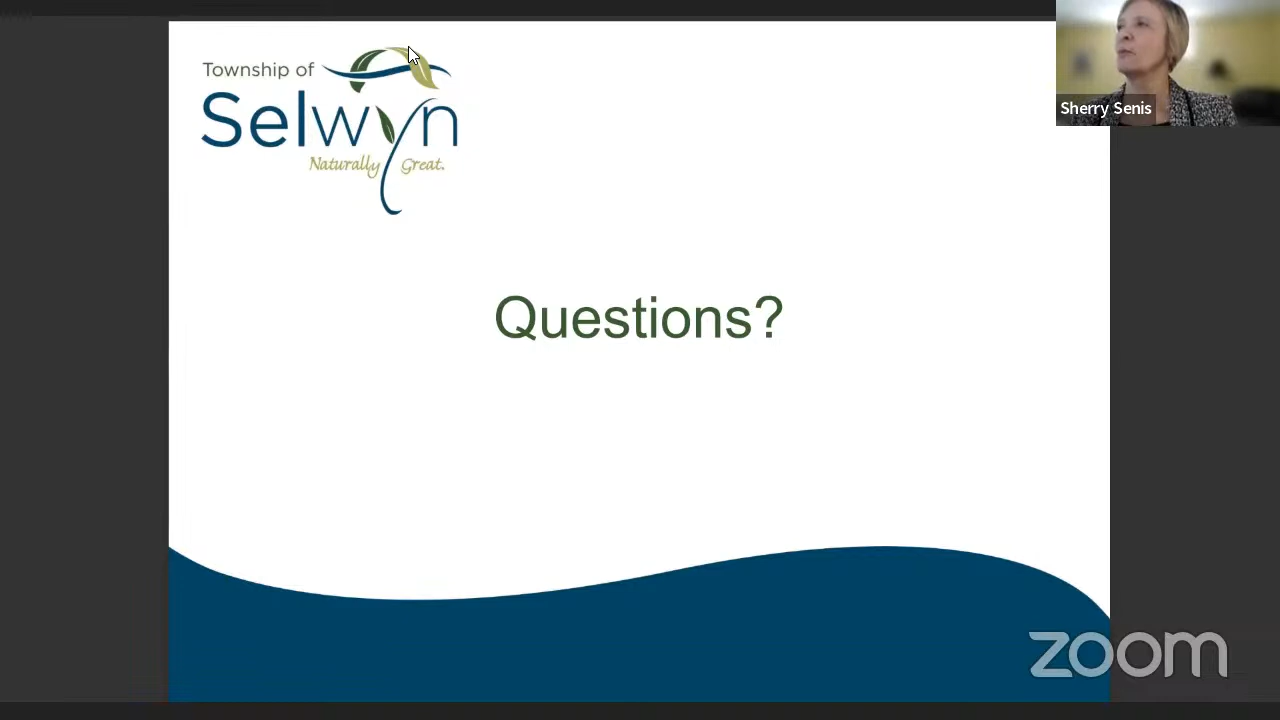 Township of
Selwyn
Naturally Great.
Sherry Senis
Questions?
zoom